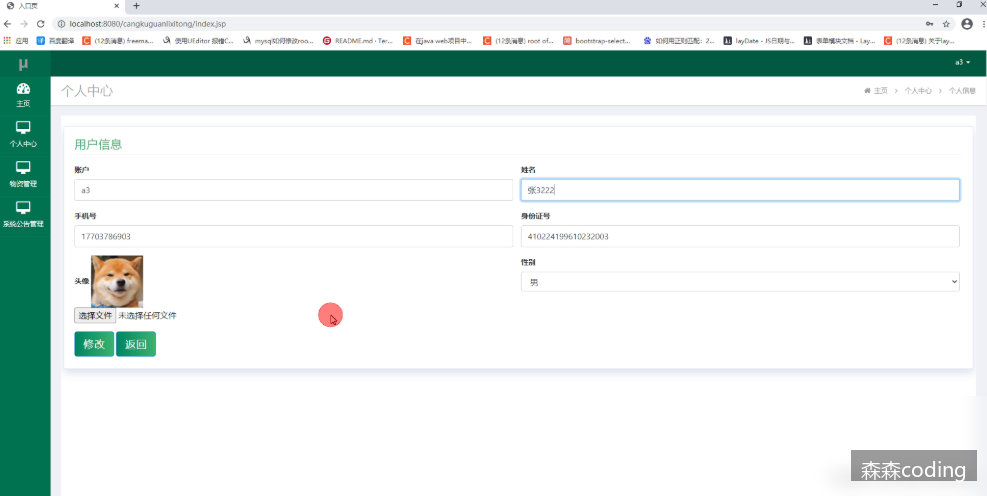 入口页
localhost:8080/cangkuguanlixitong/index.jsp
应用 百度翻译 (12条消息) freema... 使用UEditor 报错C... mysql如何修改roo... README.md · Ter... 在java web项目中... (12条消息) root of... bootstrap-select... 如何用正则匹配：2... layDate - JS日期与... 表单模块文档 - Lay... (12条消息) 关于lay...
μ
a3
主页
个人中心
物资管理
系统公告管理
个人中心
主页 > 个人中心 > 个人信息
用户信息
账户 姓名
a3 张3222
手机号 身份证号
17703786903 410224199610232003
头像 性别
男
选择文件 未选择任何文件
修改 返回
森森coding